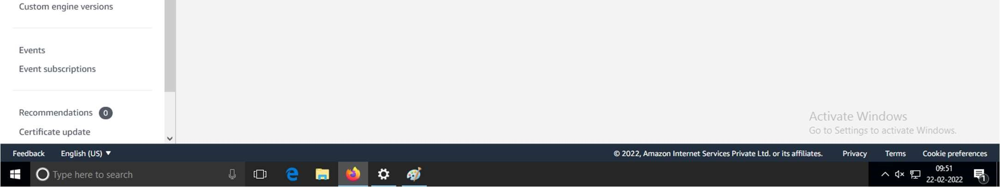 Custom engine versions
Events
Event subscriptions
Recommendations 0
Certificate update
Activate Windows
Go to Settings to activate Windows.
Feedback English (US) © 2022, Amazon Internet Services Private Ltd. or its affiliates. Privacy Terms Cookie preferences
Type here to search
09:51
22-02-2022
1